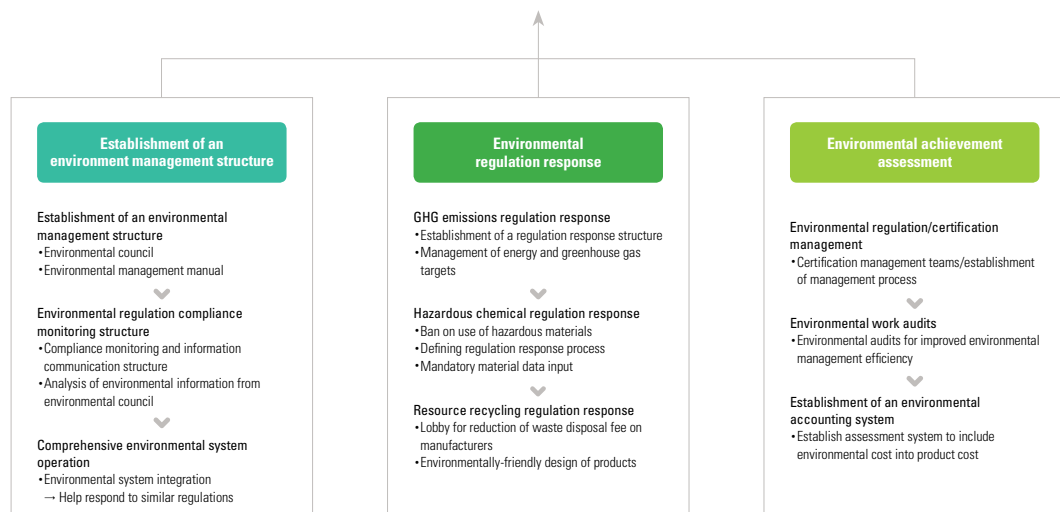 Establishment of an
environment management structure
Establishment of an environmental
management structure
•Environmental council
•Environmental management manual
Environmental regulation compliance
monitoring structure
•Compliance monitoring and information
communication structure
•Analysis of environmental information from
environmental council
Comprehensive environmental system
operation
•Environmental system integration
→ Help respond to similar regulations
Environmental
regulation response
GHG emissions regulation response
•Establishment of a regulation response structure
•Management of energy and greenhouse gas
targets
Hazardous chemical regulation response
•Ban on use of hazardous materials
•Defining regulation response process
•Mandatory material data input
Resource recycling regulation response
•Lobby for reduction of waste disposal fee on
manufacturers
•Environmentally-friendly design of products
Environmental achievement
assessment
Environmental regulation/certification
management
•Certification management teams/establishment
of management process
Environmental work audits
•Environmental audits for improved environmental
management efficiency
Establishment of an environmental
accounting system
•Establish assessment system to include
environmental cost into product cost